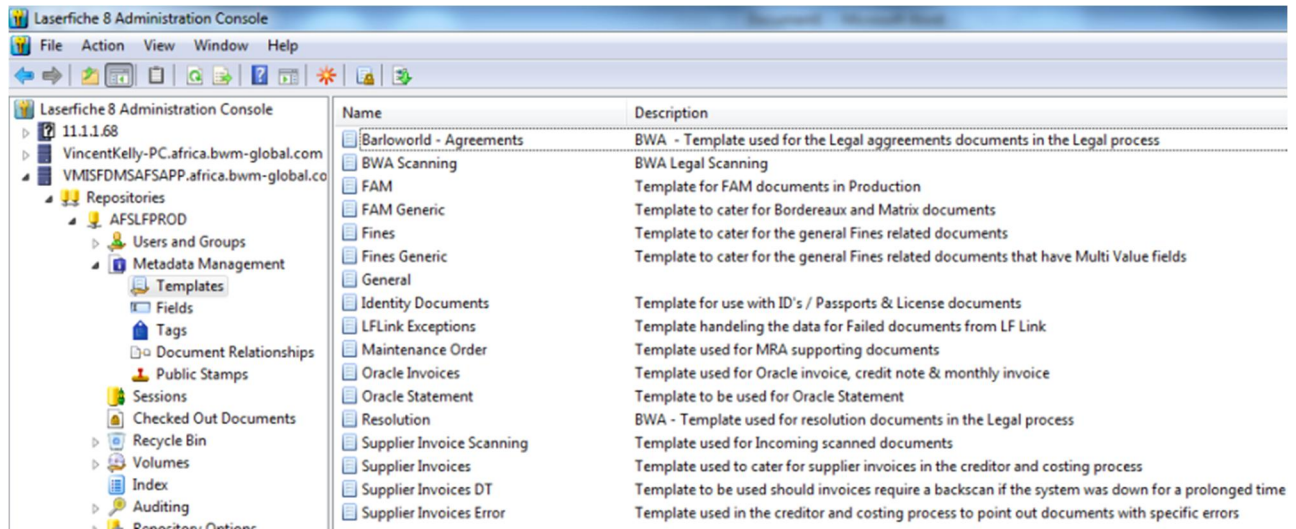 Laserfiche 8 Administration Console
File Action View Window Help
Laserfiche 8 Administration Console
11.1.1.68
VincentKelly-PC.africa.bwm-global.com
VMISFDMSAFSAPP.africa.bwm-global.co
Repositories
AFSLFPROD
Users and Groups
Metadata Management
Templates
Fields
Tags
Document Relationships
Public Stamps
Sessions
Checked Out Documents
Recycle Bin
Volumes
Index
Auditing
Repository Options
Name Description
Barloworld - Agreements BWA - Template used for the Legal aggreements documents in the Legal process
BWA Scanning BWA Legal Scanning
FAM Template for FAM documents in Production
FAM Generic Template to cater for Bordereaux and Matrix documents
Fines Template to cater for the general Fines related documents
Fines Generic Template to cater for the general Fines related documents that have Multi Value fields
General
Identity Documents Template for use with ID's / Passports & License documents
LFLink Exceptions Template handeling the data for Failed documents from LF Link
Maintenance Order Template used for MRA supporting documents
Oracle Invoices Template used for Oracle invoice, credit note & monthly invoice
Oracle Statement Template to be used for Oracle Statement
Resolution BWA - Template used for resolution documents in the Legal process
Supplier Invoice Scanning Template used for Incoming scanned documents
Supplier Invoices Template used to cater for supplier invoices in the creditor and costing process
Supplier Invoices DT Template to be used should invoices require a backscan if the system was down for a prolonged time
Supplier Invoices Error Template used in the creditor and costing process to point out documents with specific errors